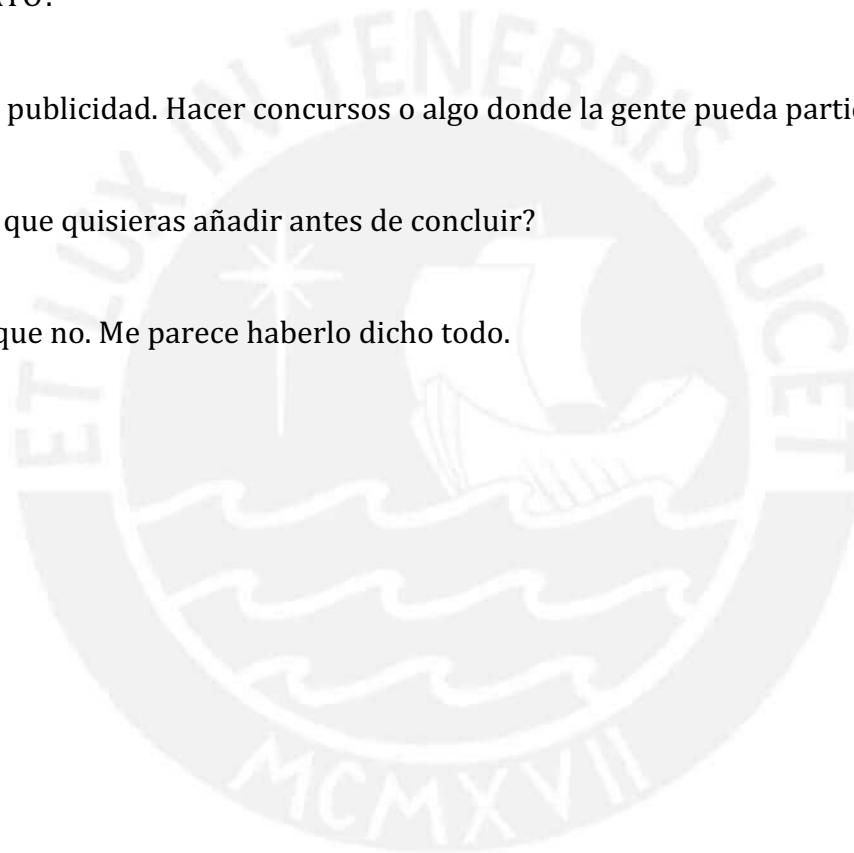 publicidad. Hacer concursos o algo donde la gente pueda
que quisieras añadir antes de concluir?
que no. Me parece haberlo dicho todo.
ET LUX IN TENEBRIS LUCET
MCMXVII